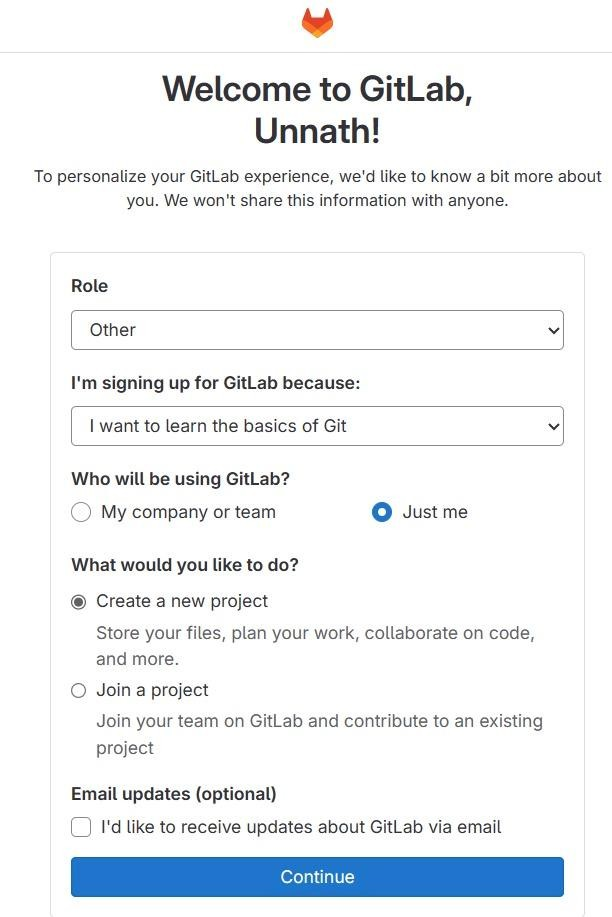 Welcome to GitLab,
Unnath!
To personalize your GitLab experience, we'd like to know a bit more about
you. We won't share this information with anyone.
Role
Other
I'm signing up for GitLab because:
I want to learn the basics of Git
Who will be using GitLab?
My company or team
Just me
What would you like to do?
Create a new project
Store your files, plan your work, collaborate on code,
and more.
Join a project
Join your team on GitLab and contribute to an existing
project
Email updates (optional)
I'd like to receive updates about GitLab via email
Continue